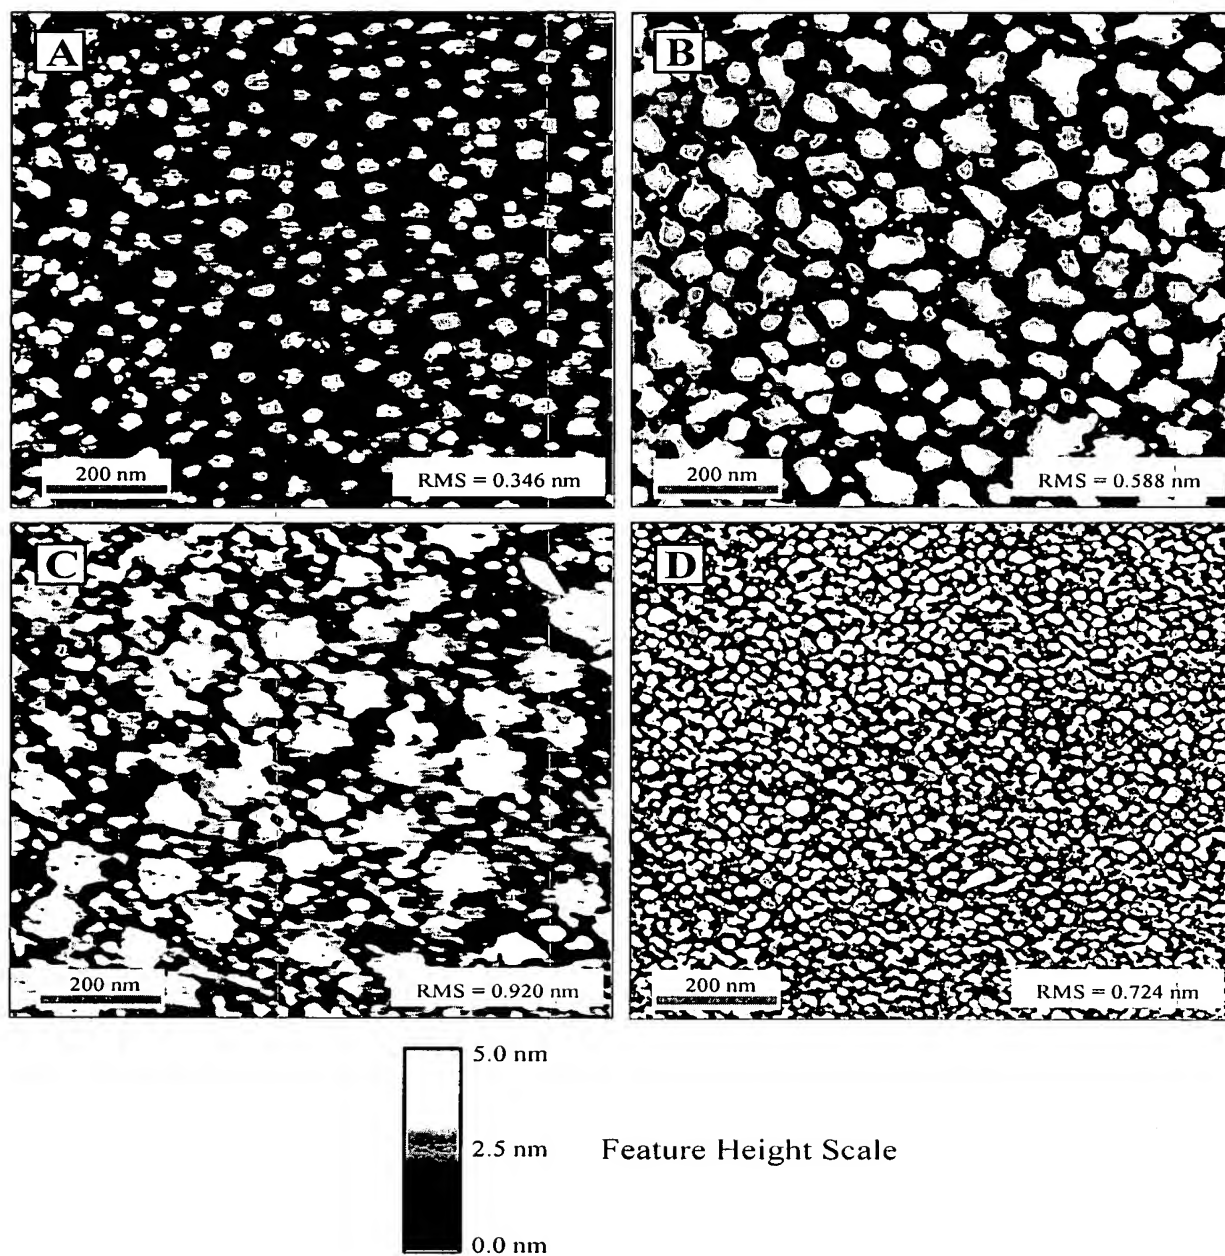 A
B
200 nm
RMS = 0.346 nm
200 nm
RMS = 0.588 nm
C
D
200 nm
RMS = 0.920 nm
200 nm
RMS = 0.724 nm
5.0 nm
2.5 nm
Feature Height Scale
0.0 nm